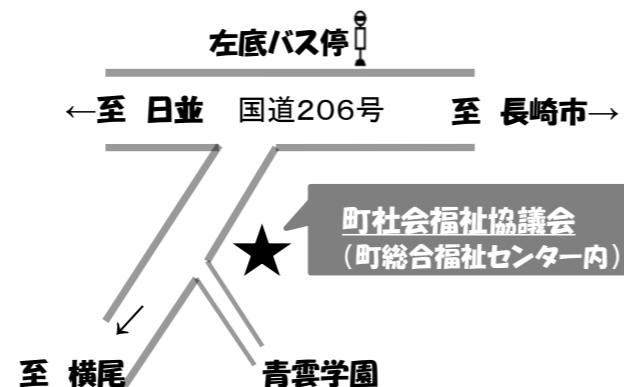 左底バス停
←至 日並 国道206号 至 長崎市→
町社会福祉協議会
（町総合福祉センター内）
至 横尾
青雲学園